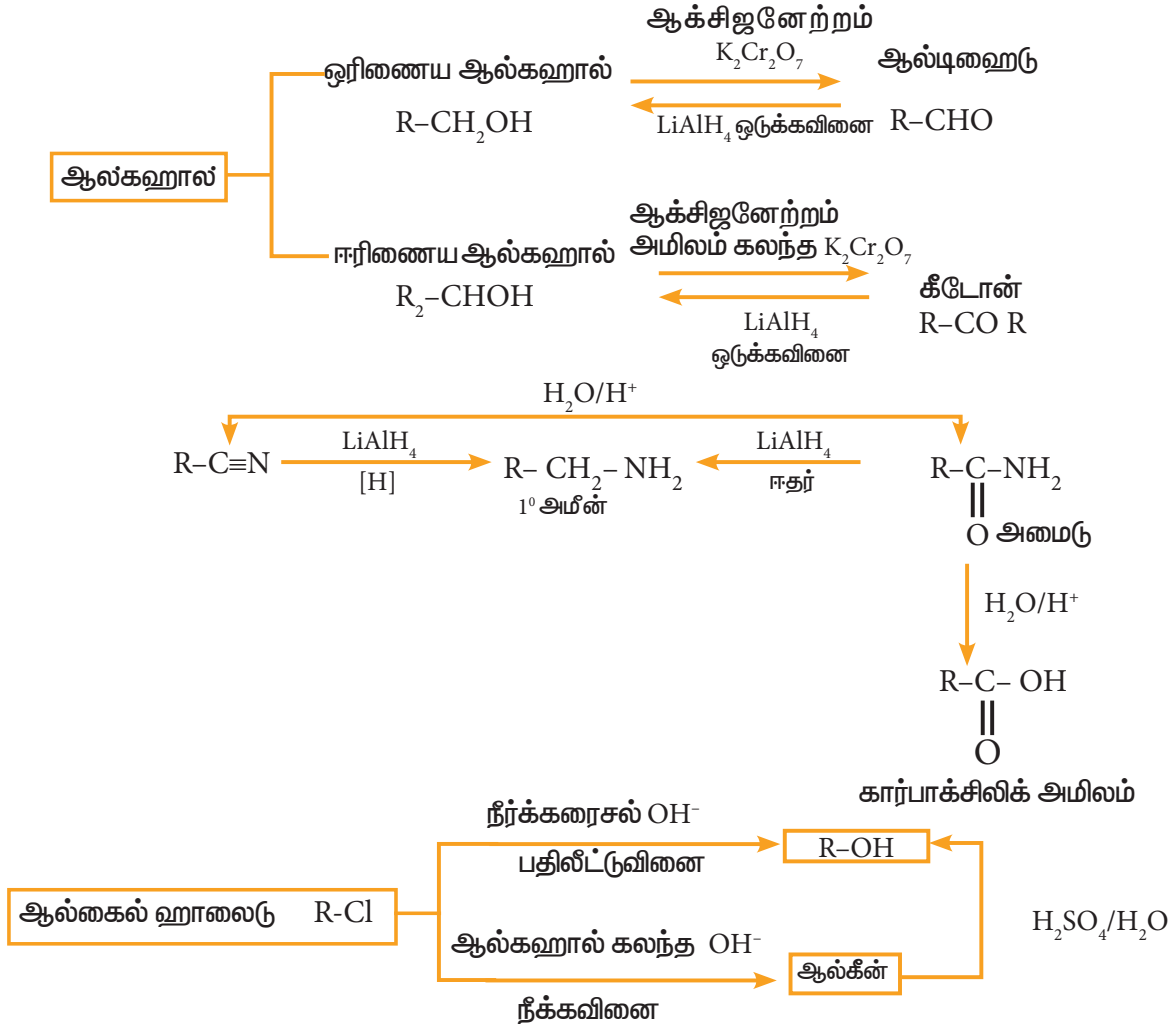 ஆக்சிஜனேற்றம்
K₂Cr₂O₇
ஒரிணைய ஆல்கஹால்
ஆல்டிஹைடு
R–CH₂OH
LiAlH₄ ஒடுக்கவினை
R–CHO
ஆல்கஹால்
ஆக்சிஜனேற்றம்
ஈரிணைய ஆல்கஹால்
அமிலம் கலந்த K₂Cr₂O₇
R₂–CHOH
கீடோன்
LiAlH₄
R–CO R
ஒடுக்கவினை
H₂O/H⁺
R–C≡N
LiAlH₄
[H]
R– CH₂– NH₂
1⁰ அமீன்
LiAlH₄
ஈதர்
R–C–NH₂
O அமைடு
H₂O/H⁺
R–C– OH
O
கார்பாக்சிலிக் அமிலம்
நீர்க்கரைசல் OH⁻
பதிலீட்டுவினை
R–OH
ஆல்கைல் ஹாலைடு R-Cl
H₂SO₄/H₂O
ஆல்கஹால் கலந்த OH⁻
ஆல்கீன்
நீக்கவினை